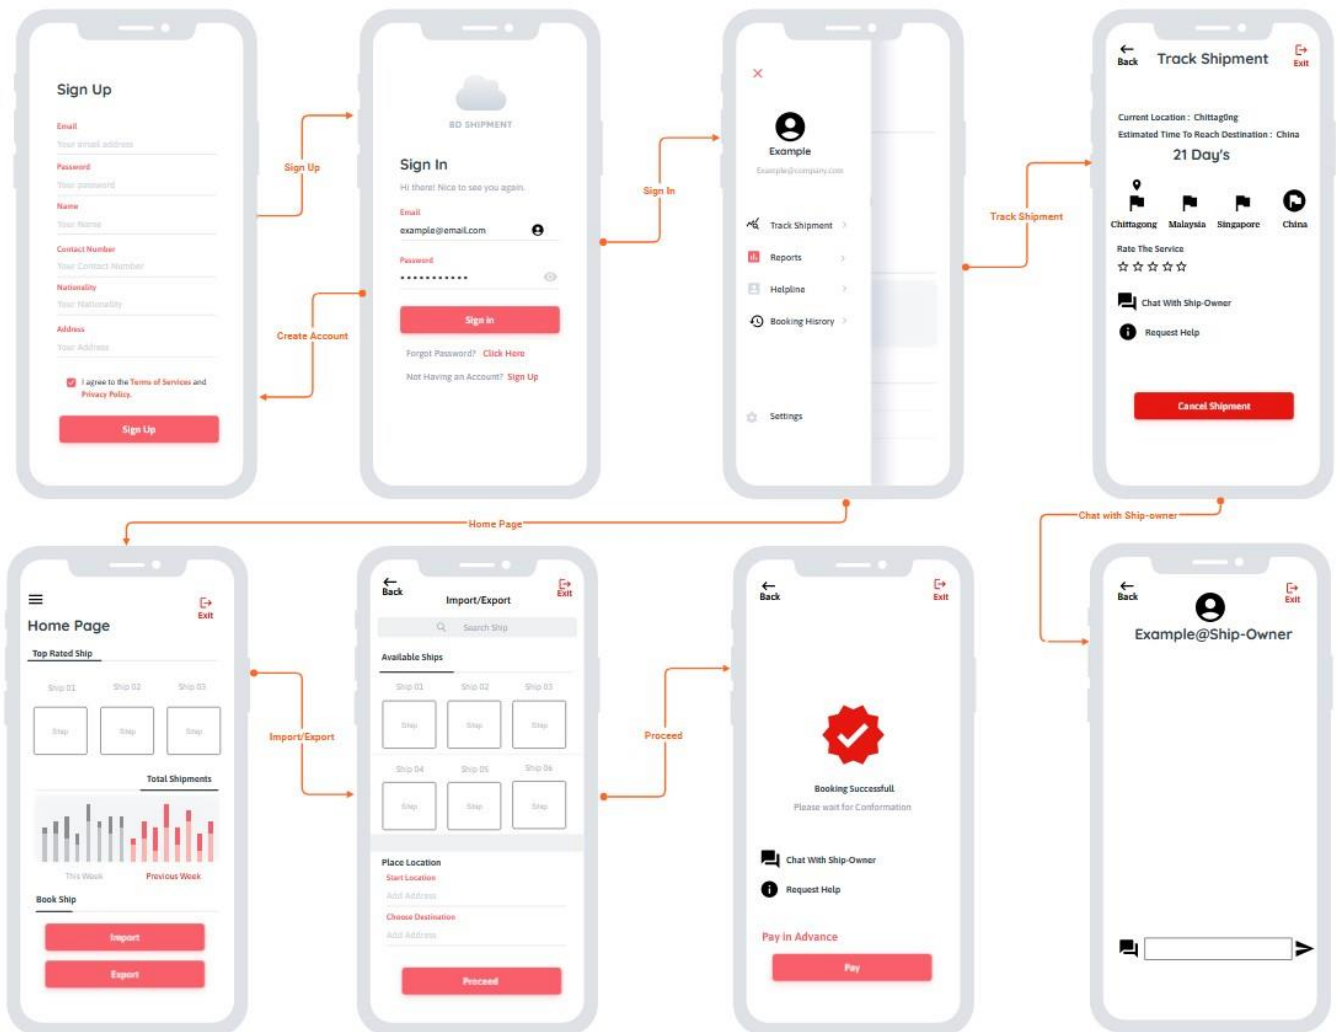 Sign Up
Email
Your email address
Password
Your password
Name
Your Name
Contact Number
Your Contact Number
Nationality
Your Nationality
Address
Your Address
I agree to the Terms of Services and
Privacy Policy.
Sign Up
Sign Up
Create Account
BD SHIPMENT
Sign In
Hi there! Nice to see you again.
Email
example@email.com
Password
Sign in
Forgot Password? Click Here
Not Having an Account? Sign Up
Sign In
Example
Example@company.com
Track Shipment
Reports
Helpline
Booking Hisrory
Settings
Track Shipment
Back
Track Shipment
Exit
Current Location : Chittag0ng
Estimated Time To Reach Destination : China
21 Day's
Chittagong Malaysia Singapore China
Rate The Service
Chat With Ship-Owner
Request Help
Cancel Shipment
Home Page
Chat with Ship-owner
Exit
Home Page
Top Rated Ship
Ship 01 Ship 02 Ship 03
Ship Ship Ship
Total Shipments
This Week Previous Week
Book Ship
Import
Export
Import/Export
Back
Import/Export
Exit
Search Ship
Available Ships
Ship 01 Ship 02 Ship 03
Ship Ship Ship
Ship 04 Ship 05 Ship 06
Ship Ship Ship
Place Location
Start Location
Add Address
Choose Destination
Add Address
Proceed
Proceed
Back
Exit
Booking Successfull
Please wait for Conformation
Chat With Ship-Owner
Request Help
Pay in Advance
Pay
Back
Exit
Example@Ship-Owner